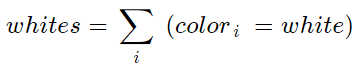 whites = ∑_i (color_i = white)